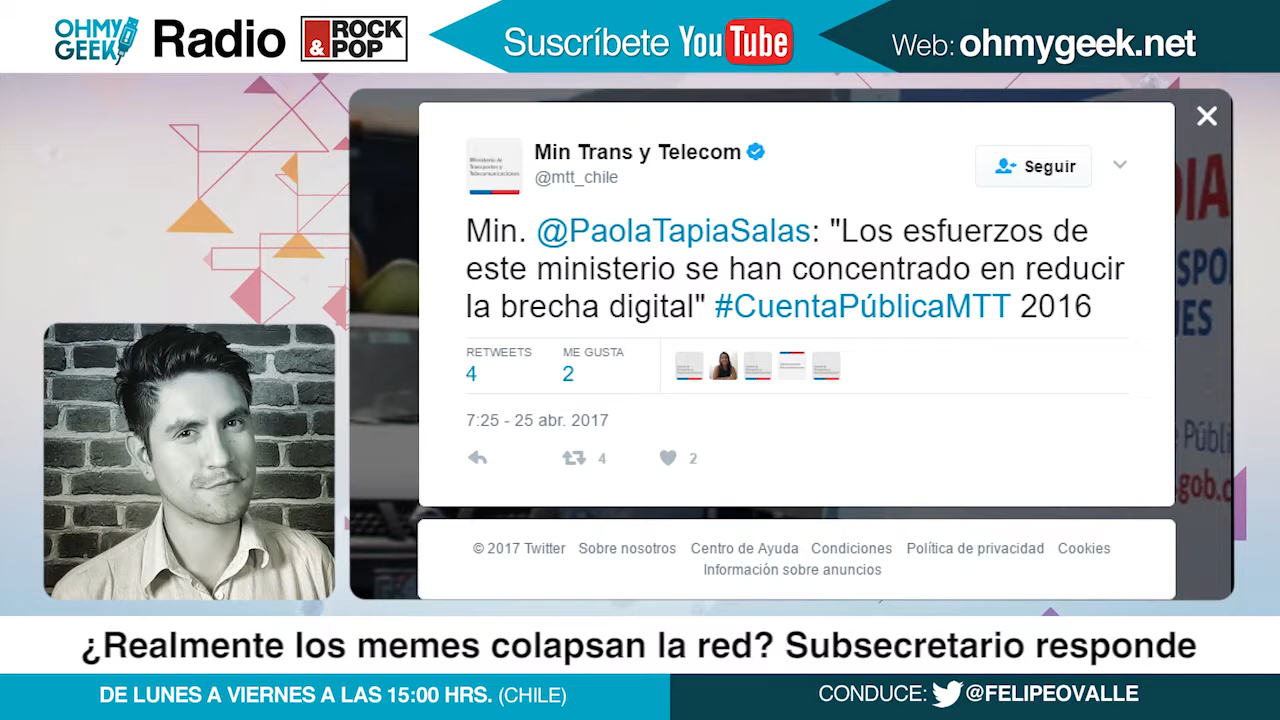 OHMY
GEEK
Radio
ROCK
& POP
Suscríbete YouTube
Web: ohmygeek.net
Min Trans y Telecom
@mtt_chile
Seguir
Ministerio de
Transportes y
Telecomunicaciones
Min. @PaolaTapiaSalas: "Los esfuerzos de
este ministerio se han concentrado en reducir
la brecha digital" #CuentaPúblicaMTT 2016
RETWEETS
4
ME GUSTA
2
7:25 - 25 abr. 2017
4
2
© 2017 Twitter Sobre nosotros Centro de Ayuda Condiciones Política de privacidad Cookies
Información sobre anuncios
¿Realmente los memes colapsan la red? Subsecretario responde
DE LUNES A VIERNES A LAS 15:00 HRS. (CHILE)
CONDUCE: @FELIPEOVALLE